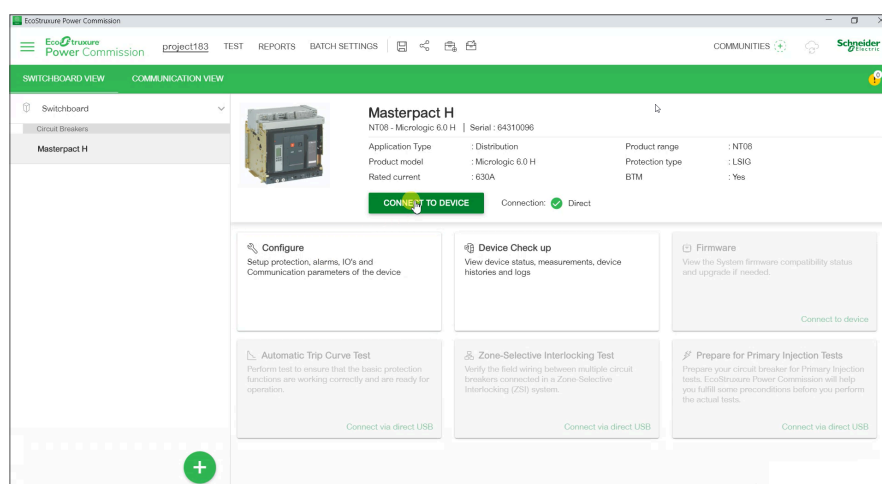 EcoStruxure Power Commission
EcoStruxure
Power Commission
project183 TEST REPORTS BATCH SETTINGS COMMUNITIES
Schneider
Electric
SWITCHBOARD VIEW COMMUNICATION VIEW
Switchboard
Circuit Breakers
Masterpact H
Masterpact H
NT08 - Micrologic 6.0 H | Serial : 64310096
Application Type : Distribution Product range : NT08
Product model : Micrologic 6.0 H Protection type : LSIG
Rated current : 630A BTM : Yes
CONNECT TO DEVICE Connection: Direct
Configure
Setup protection, alarms, IO's and
Communication parameters of the device
Device Check up
View device status, measurements, device
histories and logs
Firmware
View the System firmware compatibility status
and upgrade if needed.
Connect to device
Automatic Trip Curve Test
Perform test to ensure that the basic protection
functions are working correctly and are ready for
operation.
Connect via direct USB
Zone-Selective Interlocking Test
Verify the field wiring between multiple circuit
breakers connected in a Zone-Selective
Interlocking (ZSI) system.
Connect via direct USB
Prepare for Primary Injection Tests
Prepare your circuit breaker for Primary Injection
tests. EcoStruxure Power Commission will help
you fulfill some preconditions before you perform
the actual tests.
Connect via direct USB